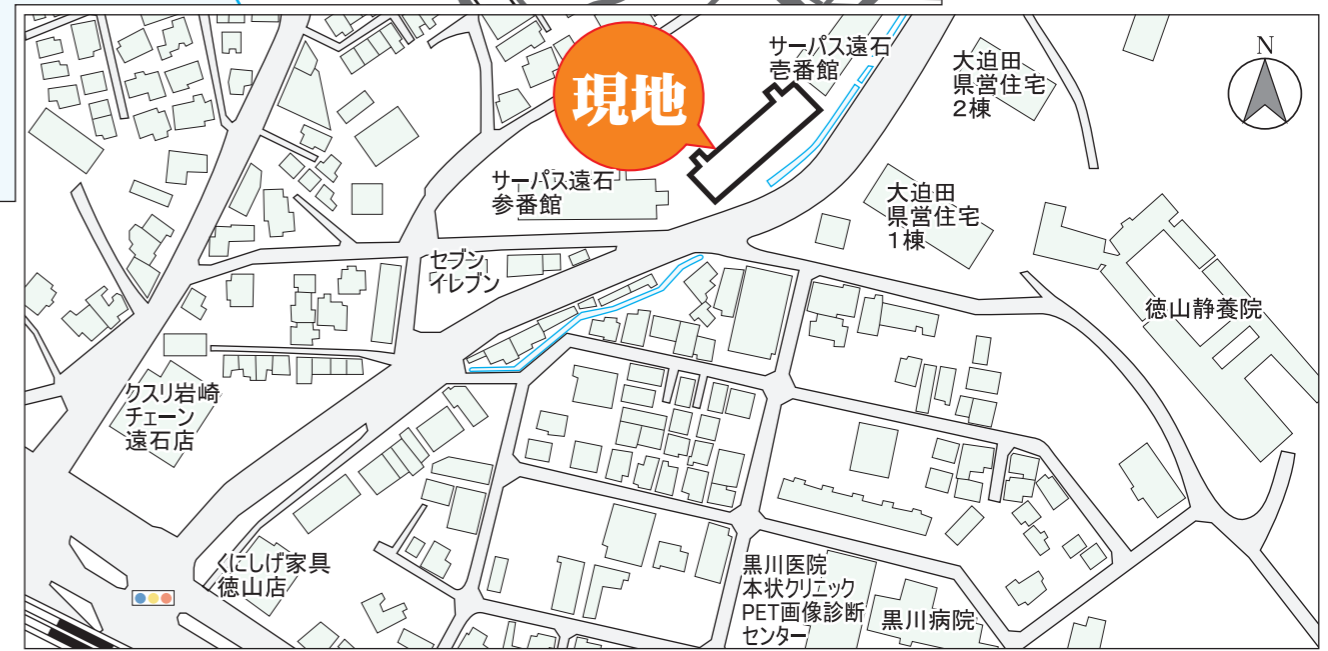 サーパス遠石
壱番館
大迫田
県営住宅
2棟
N
現地
サーパス遠石
参番館
大迫田
県営住宅
1棟
セブン
イレブン
徳山静養院
クスリ岩崎
チェーン
遠石店
くにしげ家具
徳山店
黒川医院
本状クリニック
PET画像診断
センター
黒川病院